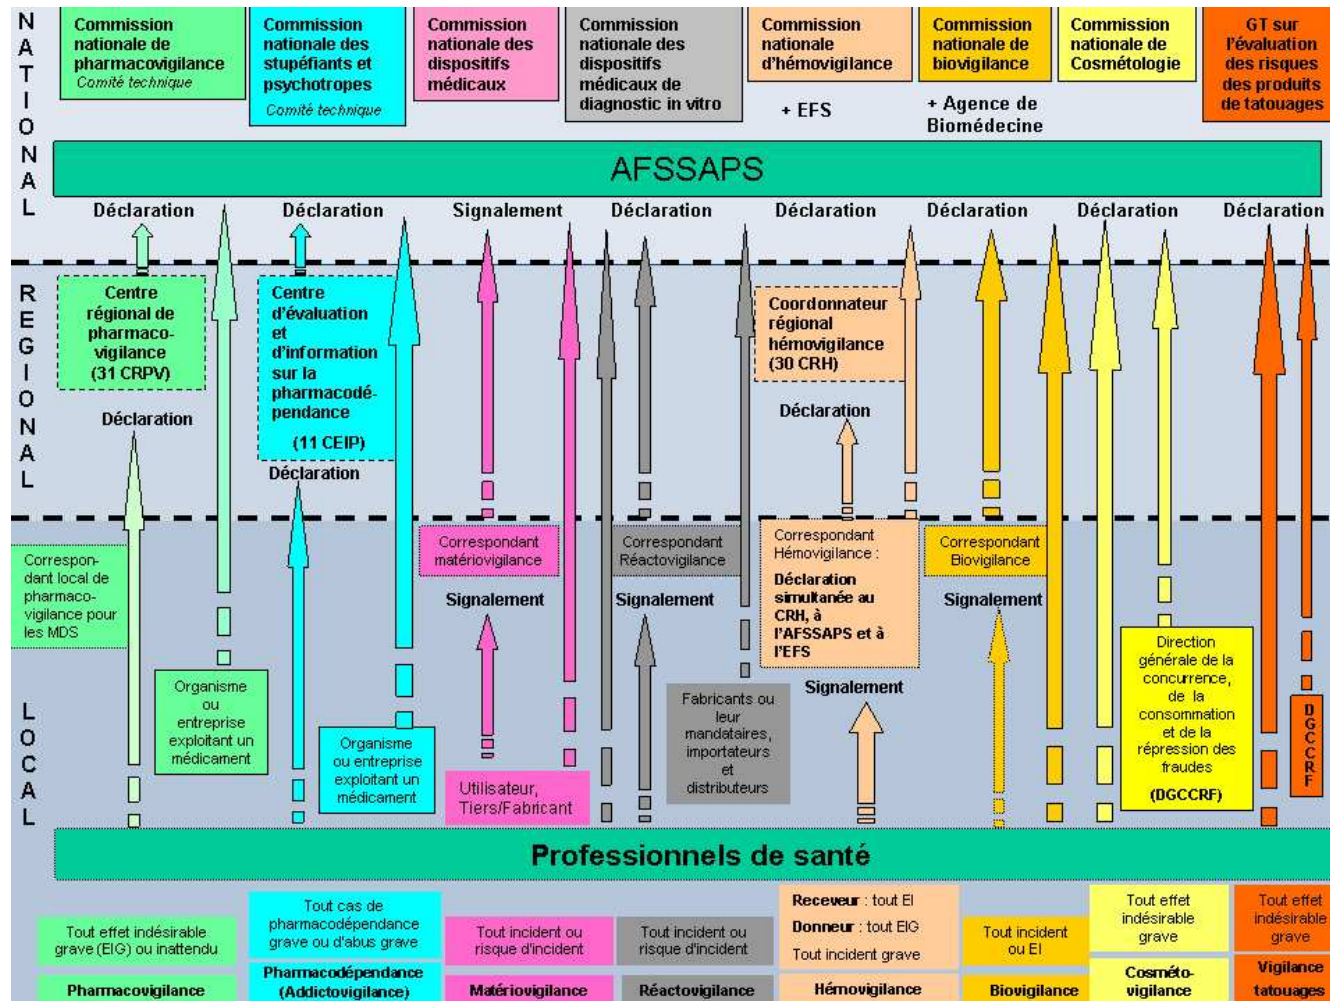 NATIONAL
Commission
nationale de
pharmacovigilance
Comité technique
Commission
nationale des
stupéfiants et
psychotropes
Comité technique
Commission
nationale des
dispositifs
médicaux
Commission
nationale des
dispositifs
médicaux de
diagnostic in vitro
Commission
nationale
d'hémovigilance
+ EFS
Commission
nationale de
biovigilance
+ Agence de
Biomédecine
Commission
nationale de
Cosmétologie
GT sur
l'évaluation
des risques
des produits
de tatouages
AFSSAPS
Déclaration
Déclaration
Signalement
Déclaration
Déclaration
Déclaration
Déclaration
Déclaration
REGIONAL
Centre
régional de
pharmaco-
vigilance
(31 CRPV)
Déclaration
Centre
d'évaluation
et
d'information
sur la
pharmacodé-
pendance
(11 CEIP)
Déclaration
Coordonnateur
régional
hémovigilance
(30 CRH)
Déclaration
LOCAL
Correspon-
dant local de
pharmaco-
vigilance pour
les MDS
Organisme
ou
entreprise
exploitant un
médicament
Organisme
ou entreprise
exploitant un
médicament
Correspondant
matériovigilance
Signalement
Utilisateur,
Tiers/Fabricant
Correspondant
Réactovigilance
Signalement
Fabricants ou
leur
mandataires,
importateurs
et
distributeurs
Correspondant
Hémovigilance :
Déclaration
simultanée au
CRH, à
l'AFSSAPS et à
l'EFS
Signalement
Correspondant
Biovigilance
Signalement
Direction
générale de la
concurrence,
de la
consommation
et de la
répression des
fraudes
(DGCCRF)
DGCCRF
Professionnels de santé
Tout effet indésirable
grave (EIG) ou inattendu
Pharmacovigilance
Tout cas de
pharmacodépendance
grave ou d'abus grave
Pharmacodépendance
(Addictovigilance)
Tout incident ou
risque d'incident
Matériovigilance
Tout incident ou
risque d'incident
Réactovigilance
Receveur : tout EI
Donneur : tout EIG
Tout incident grave
Hémovigilance
Tout incident
ou EI
Biovigilance
Tout effet
indésirable
grave
Cosméto-
vigilance
Tout effet
indésirable
grave
Vigilance
tatouages